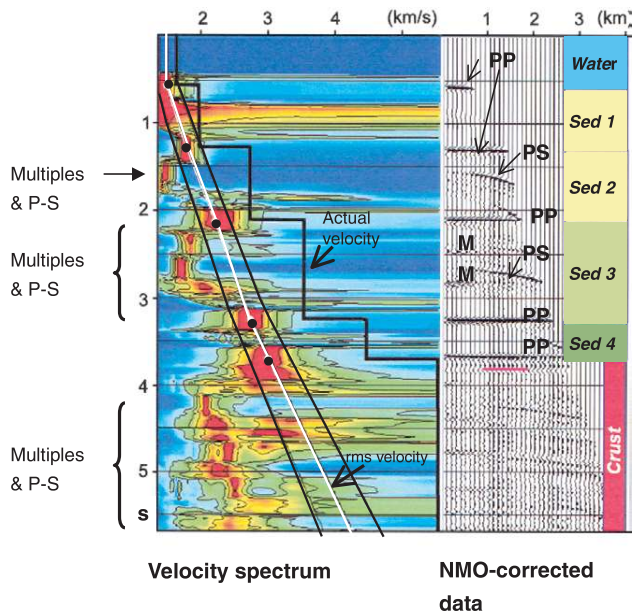 2 3 4 (km/s) 1 2 3 (km)
PP
Water
1
Sed 1
PS
Multiples
& P-S
Sed 2
2
Actual
velocity
PP
M
PS
Multiples
& P-S
M
Sed 3
3
PP
PP
Sed 4
4
Crust
Multiples
& P-S
rms velocity
5
s
Velocity spectrum
NMO-corrected
data